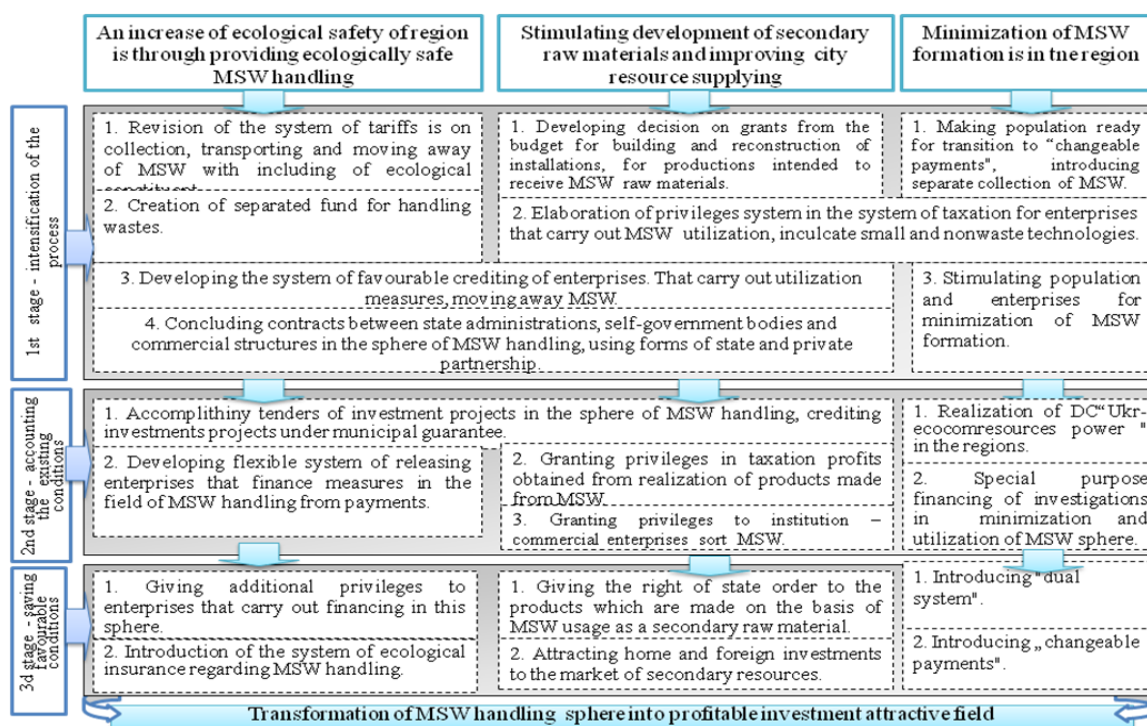 An increase of ecological safety of region
is through providing ecologically safe
MSW handling
Stimulating development of secondary
raw materials and improving city
resource supplying
Minimization of MSW
formation is in tne region
1st stage - intensification of the
process
1. Revision of the system of tariffs is on
collection, transporting and moving away
of MSW with including of ecological
2. Creation of separated fund for handling
wastes.
1. Developing decision on grants from the
budget for building and reconstruction of
installations, for productions intended to
receive MSW raw materials.
1. Making population ready
for transition to "changeable
payments", introducing
separate collection of MSW.
2. Elaboration of privileges system in the system of taxation for enterprises
that carry out MSW utilization, inculcate small and nonwaste technologies.
3. Developing the system of favourable crediting of enterprises. That carry out utilization
measures, moving away MSW.
4. Concluding contracts between state administrations, self-government bodies and
commercial structures in the sphere of MSW handling, using forms of state and private
partnership.
3. Stimulating population
and enterprises for
minimization of MSW
formation.
2nd stage - accounting
the existing
conditions
1. Accomplithiny tenders of investment projects in the sphere of MSW handling, crediting
investments projects under municipal guarantee.
2. Developing flexible system of releasing
enterprises that finance measures in the
field of MSW handling from payments.
2. Granting privileges in taxation profits
obtained from realization of products made
from MSW.
3. Granting privileges to institution –
commercial enterprises sort MSW.
1. Realization of DC"Ukr-
ecocomresources power "
in the regions.
2. Special purpose
financing of investigations
in minimization and
utilization of MSW sphere.
3d stage - saving
favourable
conditions
1. Giving additional privileges to
enterprises that carry out financing in this
sphere.
2. Introduction of the system of ecological
insurance regarding MSW handling.
1. Giving the right of state order to the
products which are made on the basis of
MSW usage as a secondary raw material.
2. Attracting home and foreign investments
to the market of secondary resources.
1. Introducing "dual
system".
2. Introducing „changeable
payments".
Transformation of MSW handling sphere into profitable investment attractive field